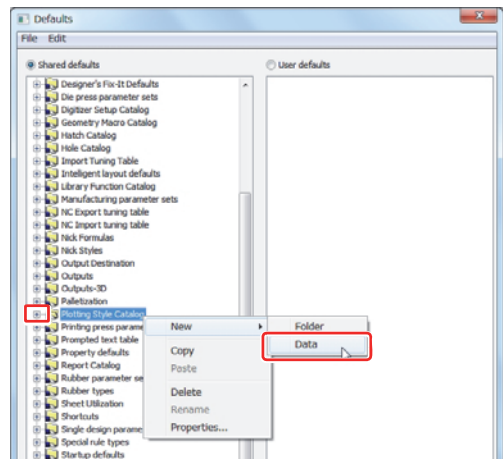 Defaults
File Edit
Shared defaults
User defaults
Designer's Fix-It Defaults
Die press parameter sets
Digitizer Setup Catalog
Geometry Macro Catalog
Hatch Catalog
Hole Catalog
Import Tuning Table
Intelligent layout defaults
Library Function Catalog
Manufacturing parameter sets
NC Export tuning table
NC Import tuning table
Nick Formulas
Nick Styles
Output Destination
Outputs
Outputs-3D
Palletization
Plotting Style Catalog
Printing press parame
Prompted text table
Property defaults
Report Catalog
Rubber parameter se
Rubber types
Sheet Utilization
Shortcuts
Single design parame
Special rule types
Startup defaults
New
Copy
Paste
Delete
Rename
Properties...
Folder
Data